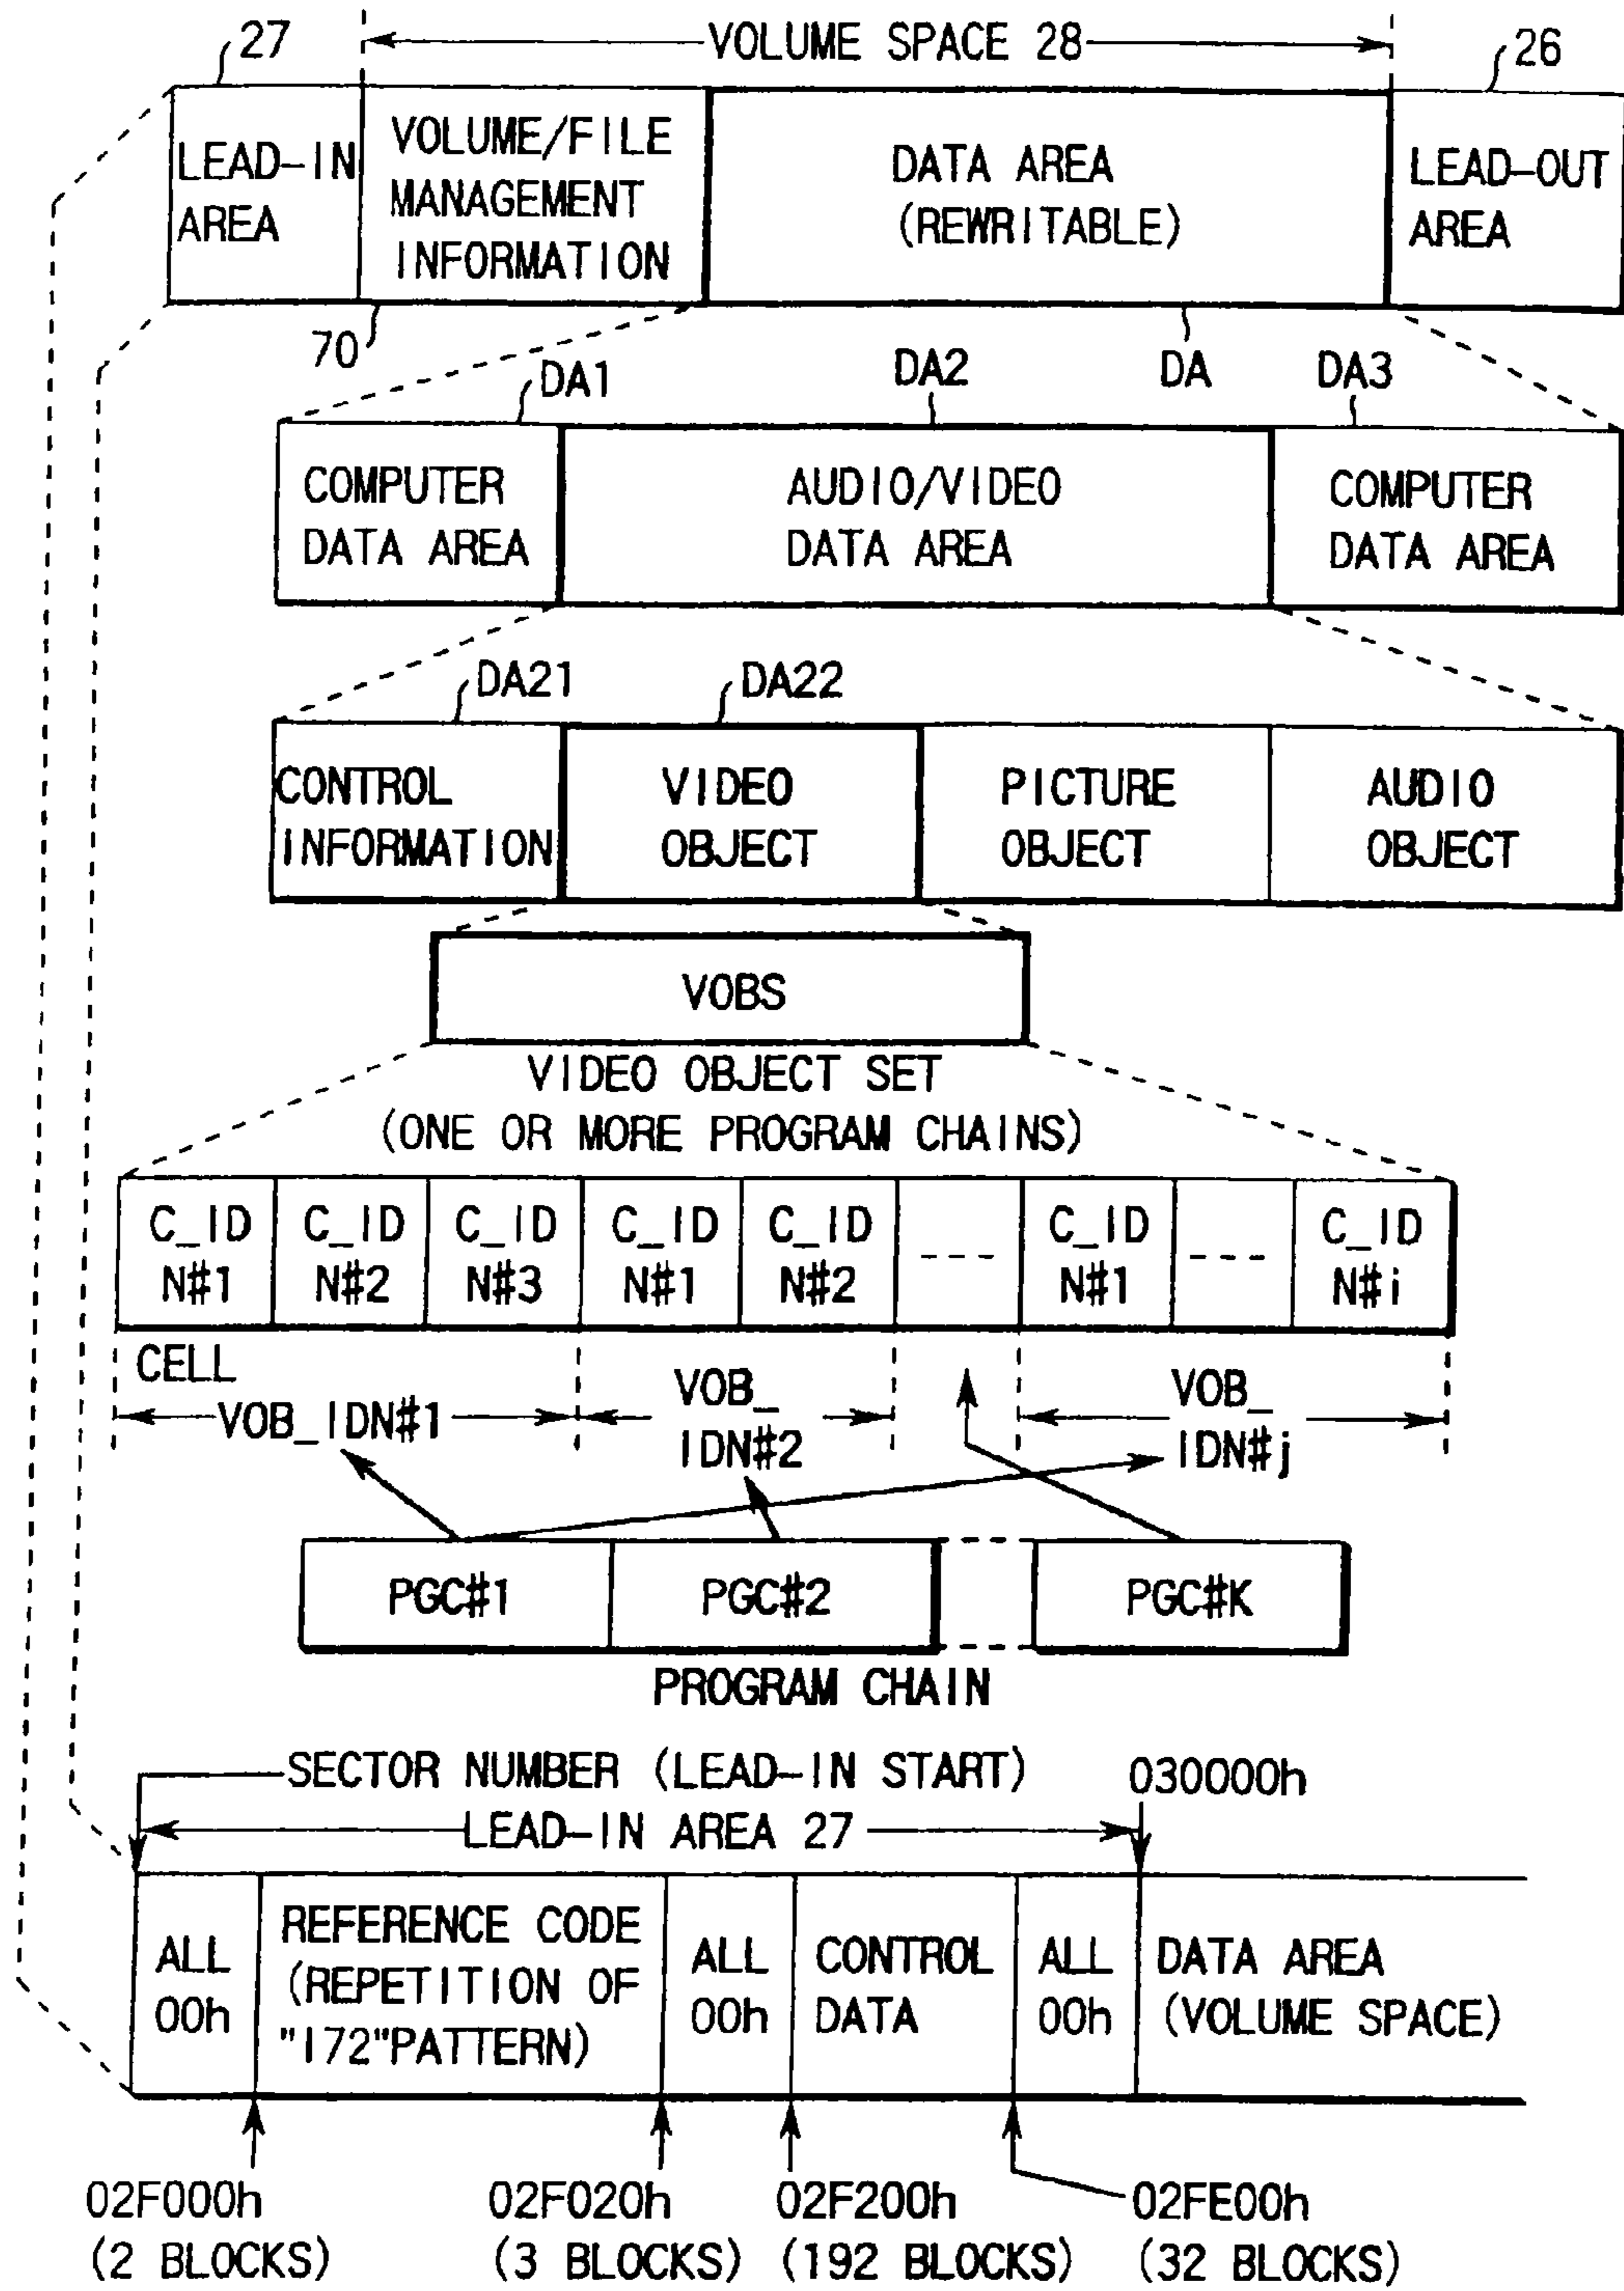 27
VOLUME SPACE 28
26
LEAD-IN
AREA
VOLUME/FILE
MANAGEMENT
INFORMATION
DATA AREA
(REWRITABLE)
LEAD-OUT
AREA
70
DA1
DA2
DA
DA3
COMPUTER
DATA AREA
AUDIO/VIDEO
DATA AREA
COMPUTER
DATA AREA
DA21
DA22
CONTROL
INFORMATION
VIDEO
OBJECT
PICTURE
OBJECT
AUDIO
OBJECT
VOBS
VIDEO OBJECT SET
(ONE OR MORE PROGRAM CHAINS)
C_ID
N#1
C_ID
N#2
C_ID
N#3
C_ID
N#1
C_ID
N#2
----
C_ID
N#1
----
C_ID
N#i
CELL
VOB_IDN#1
VOB_
IDN#2
VOB_
IDN#j
PGC#1
PGC#2
PGC#K
PROGRAM CHAIN
SECTOR NUMBER (LEAD-IN START)
030000h
LEAD-IN AREA 27
ALL
00h
REFERENCE CODE
(REPETITION OF
"172"PATTERN)
ALL
00h
CONTROL
DATA
ALL
00h
DATA AREA
(VOLUME SPACE)
02F000h
(2 BLOCKS)
02F020h
(3 BLOCKS)
02F200h
(192 BLOCKS)
02FE00h
(32 BLOCKS)